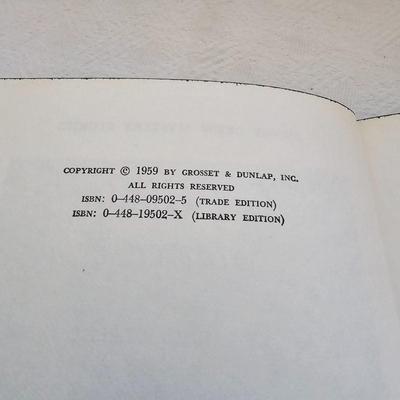 COPYRIGHT © 1959 BY GROSSET & DUNLAP, INC.
ALL RIGHTS RESERVED
ISBN: 0-448-09502-5 (TRADE EDITION)
ISBN: 0-448-19502-X (LIBRARY EDITION)